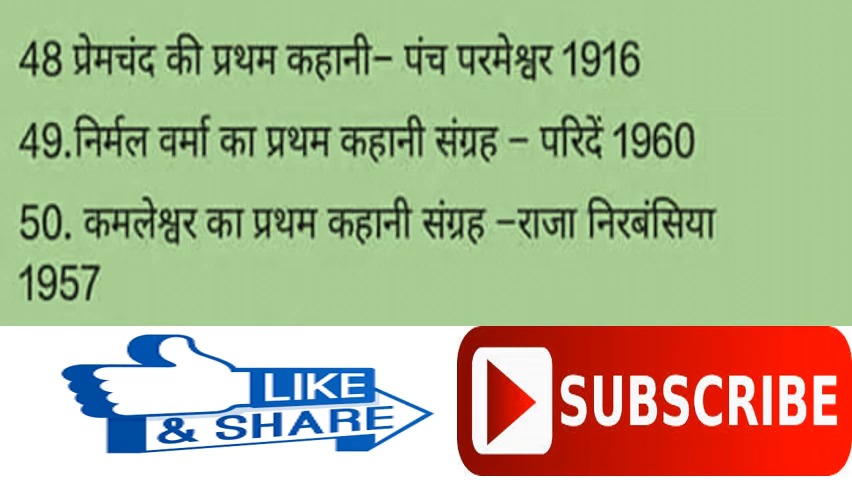 48 प्रेमचंद की प्रथम कहानी– पंच परमेश्वर 1916
49.निर्मल वर्मा का प्रथम कहानी संग्रह – परिदें 1960
50. कमलेश्वर का प्रथम कहानी संग्रह –राजा निरबंसिया
1957
LIKE
& SHARE
SUBSCRIBE